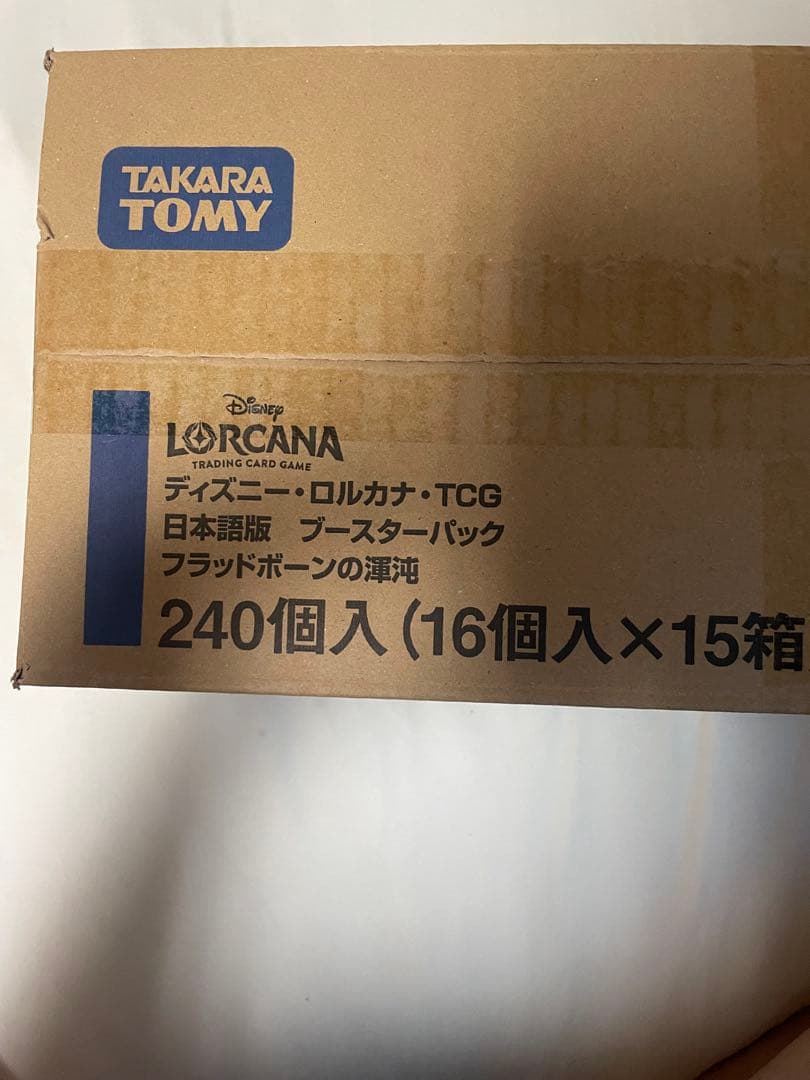 TAKARA
TOMY
Disney
LORCANA
TRADING CARD GAME
ディズニー・ロルカナ・TCG
日本語版　ブースターパック
フラッドボーンの渾沌
240個入(16個入×15箱